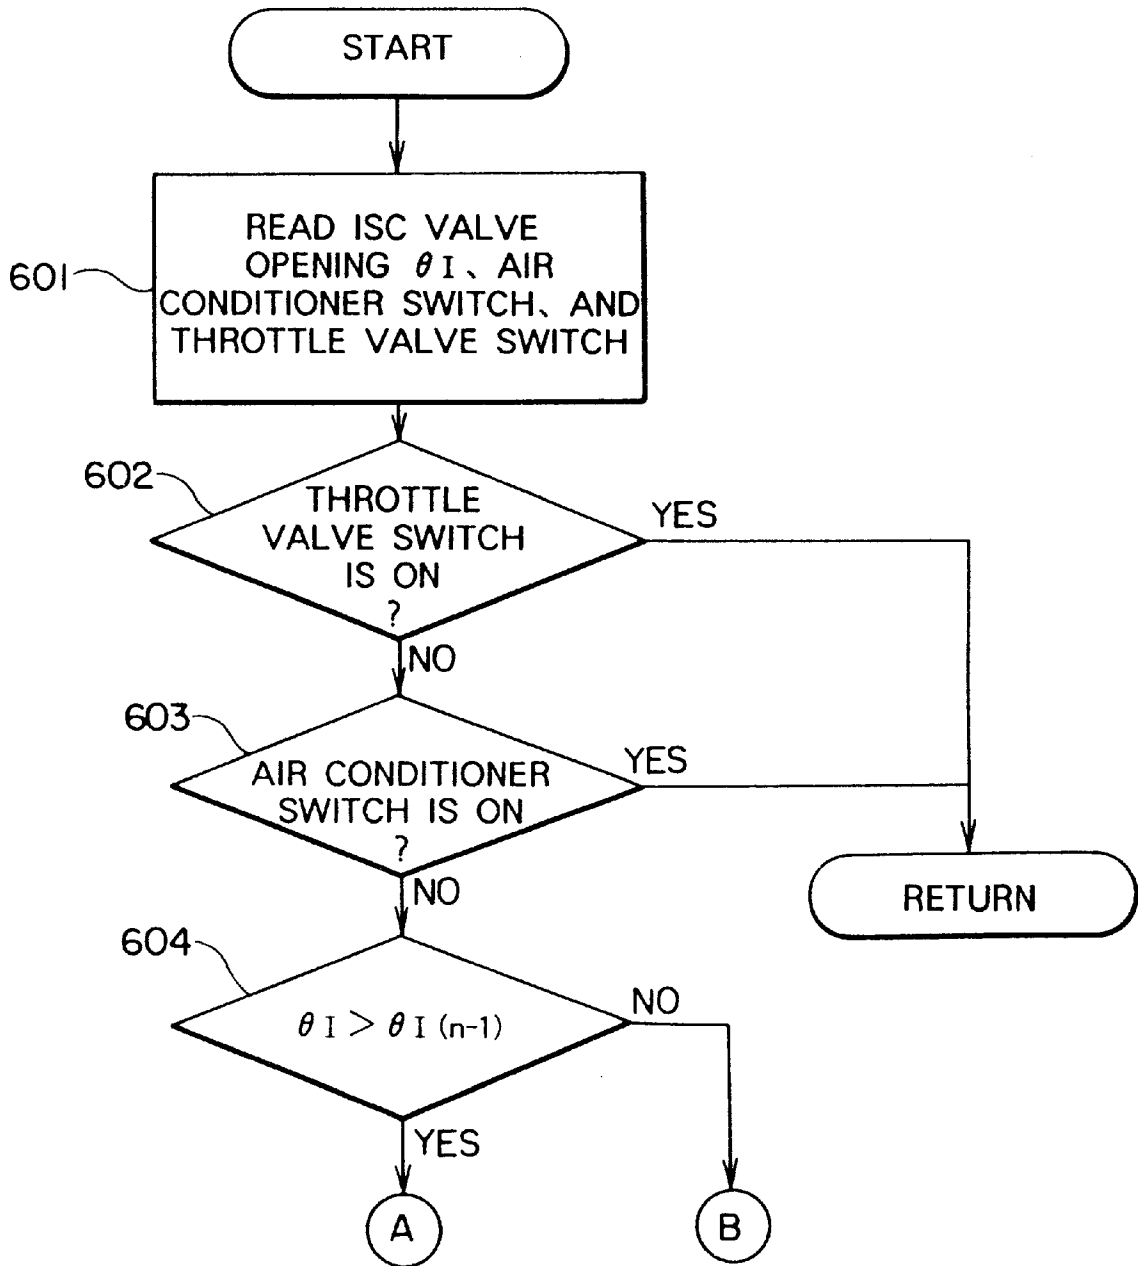 START
READ ISC VALVE
OPENING θI、AIR
CONDITIONER SWITCH、AND
THROTTLE VALVE SWITCH
601
602
THROTTLE
VALVE SWITCH
IS ON
?
YES
NO
603
AIR CONDITIONER
SWITCH IS ON
?
YES
NO
RETURN
604
θI > θI (n-1)
NO
YES
A
B